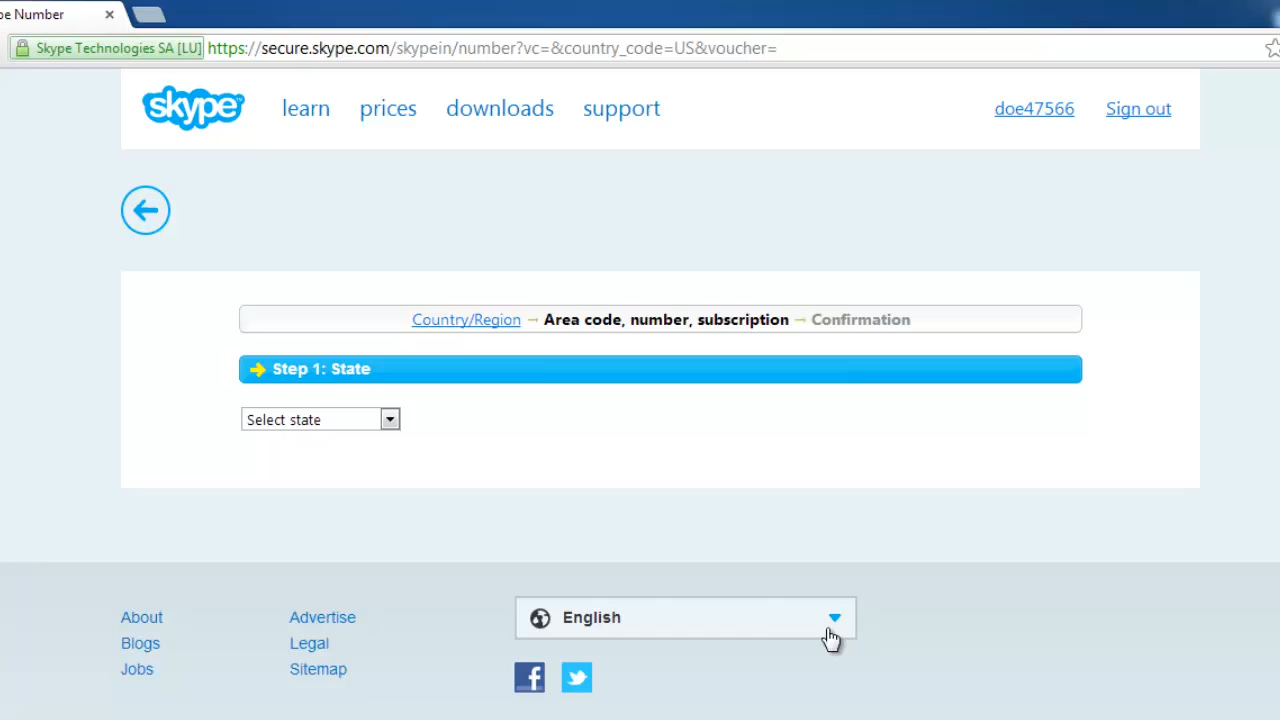 pe Number
Skype Technologies SA [LU] https://secure.skype.com/skypein/number?vc=&country_code=US&voucher=
skype™ learn prices downloads support doe47566 Sign out
Country/Region → Area code, number, subscription → Confirmation
Step 1: State
Select state
About Advertise English
Blogs Legal
Jobs Sitemap